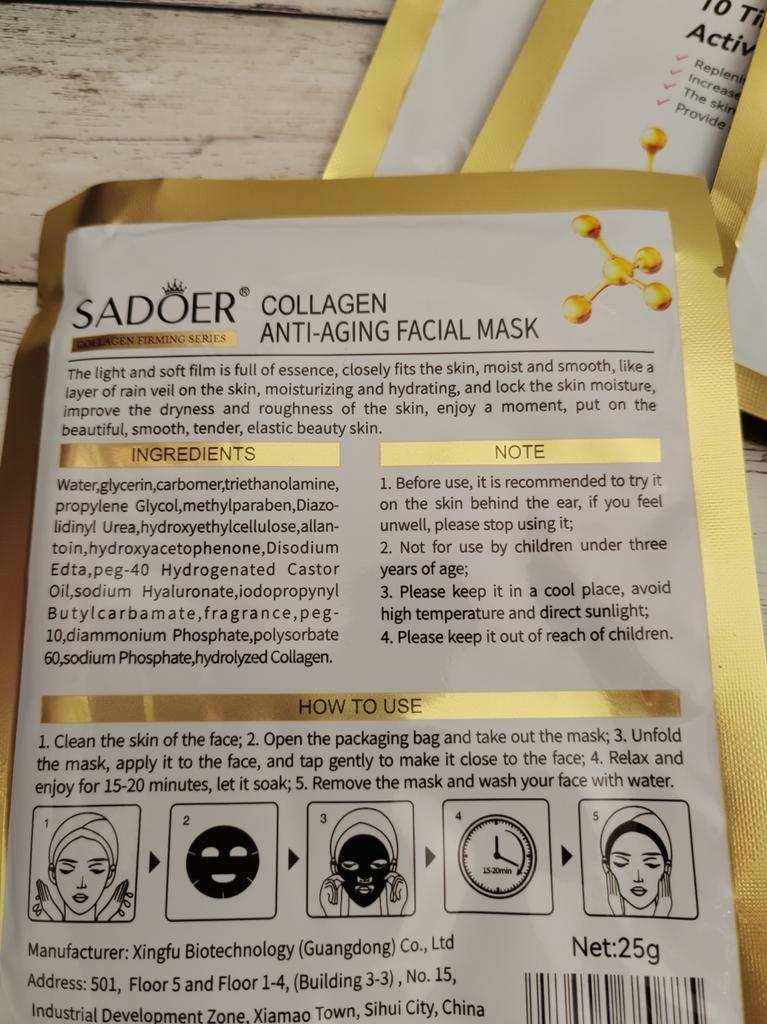 10
Activ
Replen
Increase
The skin
Provide
SADOER®
COLLAGEN FIRMING SERIES
COLLAGEN
ANTI-AGING FACIAL MASK
The light and soft film is full of essence, closely fits the skin, moist and smooth, like a
layer of rain veil on the skin, moisturizing and hydrating, and lock the skin moisture,
improve the dryness and roughness of the skin, enjoy a moment, put on the
beautiful, smooth, tender, elastic beauty skin.
INGREDIENTS
Water,glycerin,carbomer,triethanolamine,
propylene Glycol,methylparaben,Diazo-
lidinyl Urea,hydroxyethylcellulose,allan-
toin,hydroxyacetophenone,Disodium
Edta,peg-40 Hydrogenated Castor
Oil,sodium Hyaluronate,iodopropynyl
Butylcarbamate,fragrance,peg-
10,diammonium Phosphate,polysorbate
60,sodium Phosphate,hydrolyzed Collagen.
NOTE
1. Before use, it is recommended to try it
on the skin behind the ear, if you feel
unwell, please stop using it;
2. Not for use by children under three
years of age;
3. Please keep it in a cool place, avoid
high temperature and direct sunlight;
4. Please keep it out of reach of children.
HOW TO USE
1. Clean the skin of the face; 2. Open the packaging bag and take out the mask; 3. Unfold
the mask, apply it to the face, and tap gently to make it close to the face; 4. Relax and
enjoy for 15-20 minutes, let it soak; 5. Remove the mask and wash your face with water.
1
2
3
4
15-20min
5
Manufacturer: Xingfu Biotechnology (Guangdong) Co., Ltd
Address: 501, Floor 5 and Floor 1-4, (Building 3-3) , No. 15,
Industrial Development Zone, Xiamao Town, Sihui City, China
Net:25g